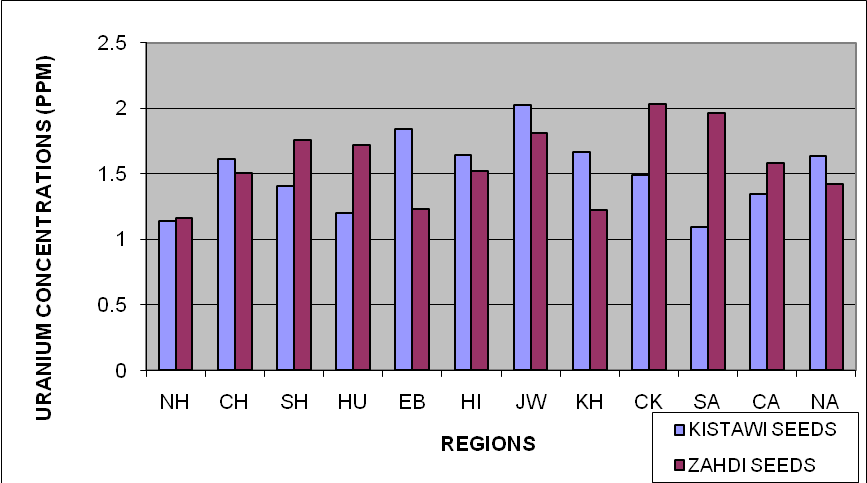 URANIUM CONCENTRATIONS (PPM)
2.5
2
1.5
1
0.5
0
NH CH SH HU EB HI JW KH CK SA CA NA
REGIONS
KISTAWI SEEDS
ZAHDI SEEDS